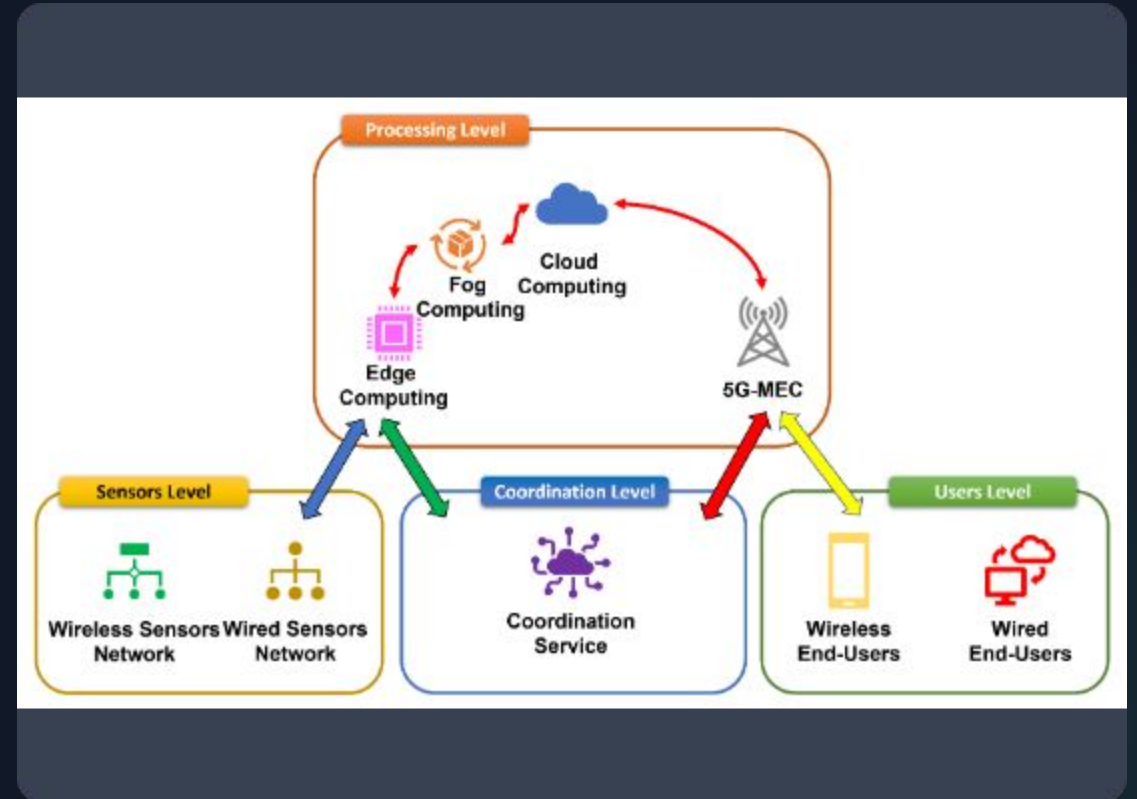 Processing Level
Cloud
Computing
Fog
Computing
Edge
Computing
5G-MEC
Sensors Level
Wireless Sensors
Network
Wired Sensors
Network
Coordination Level
Coordination
Service
Users Level
Wireless
End-Users
Wired
End-Users